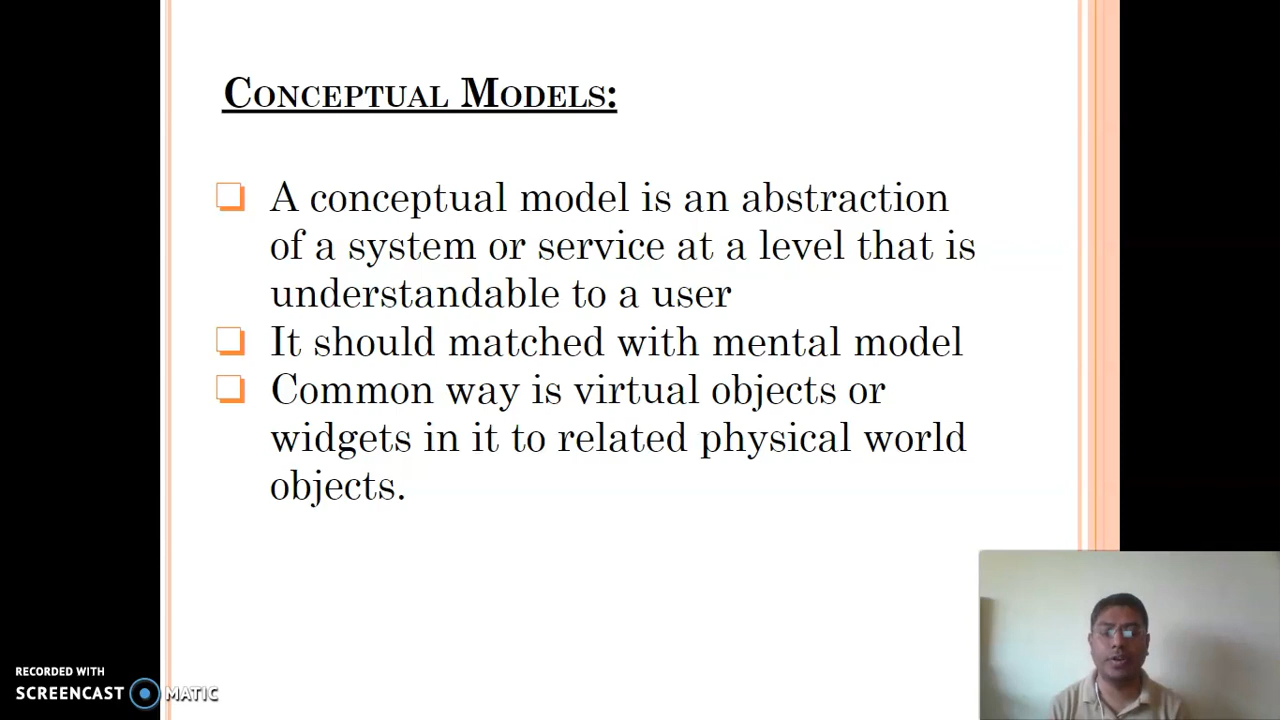 CONCEPTUAL MODELS:
❏ A conceptual model is an abstraction
of a system or service at a level that is
understandable to a user
❏ It should matched with mental model
❏ Common way is virtual objects or
widgets in it to related physical world
objects.
RECORDED WITH
SCREENCAST MATIC